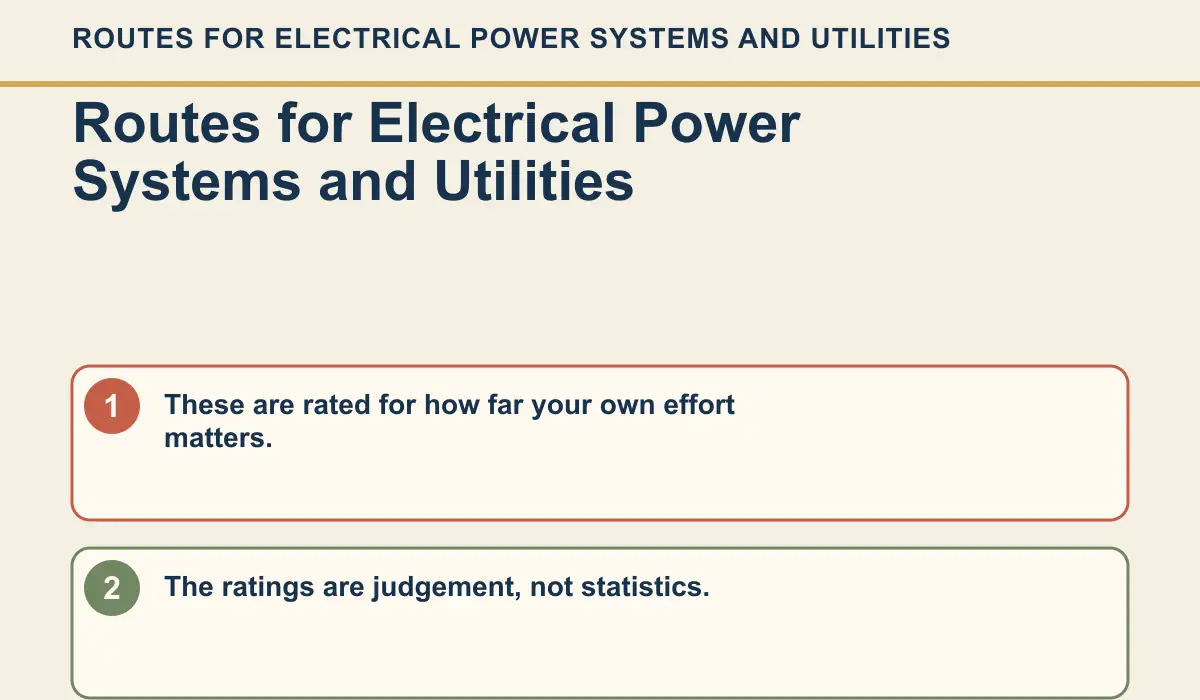 ROUTES FOR ELECTRICAL POWER SYSTEMS AND UTILITIES
Routes for Electrical Power
Systems and Utilities
1
These are rated for how far your own effort
matters.
2
The ratings are judgement, not statistics.